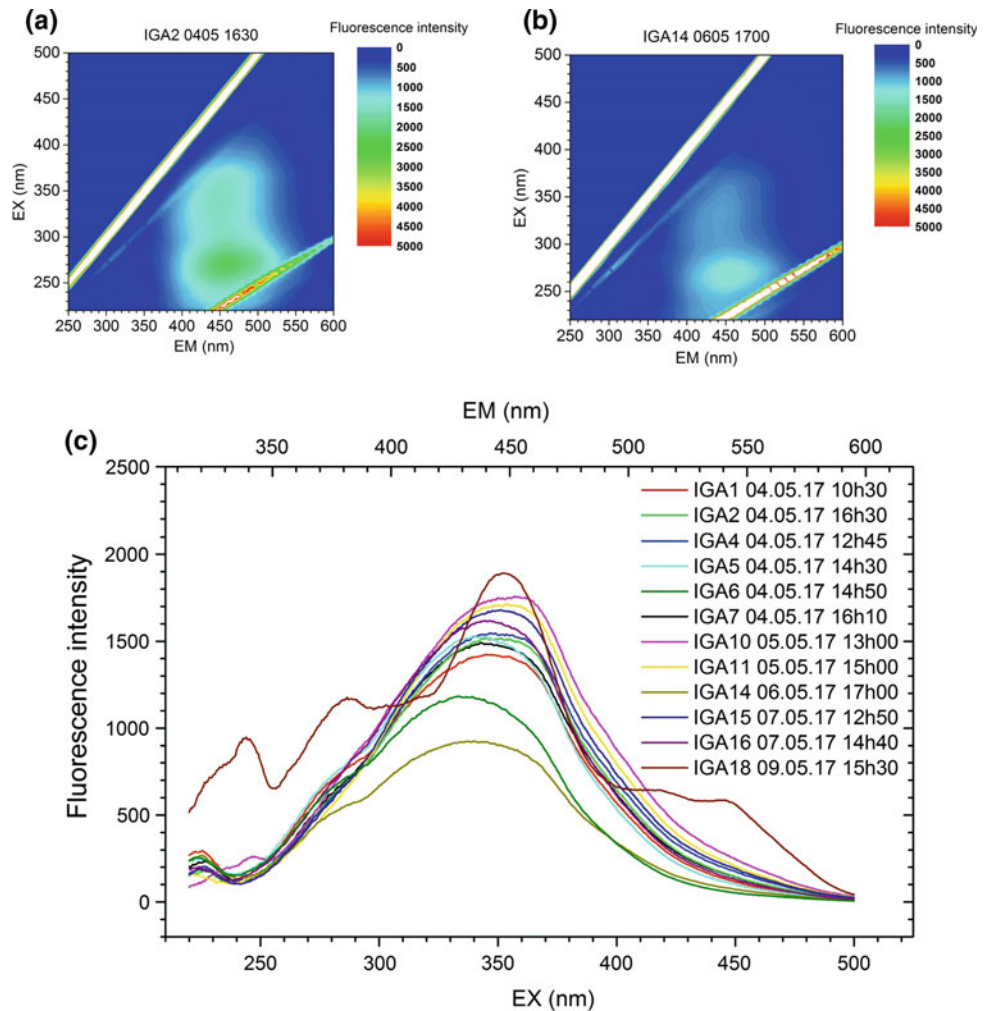 (a)
IGA2 0405 1630
Fluorescence intensity
0
500
1000
1500
2000
2500
3000
3500
4000
4500
5000
500
450
400
350
300
250
EX (nm)
250 300 350 400 450 500 550 600
EM (nm)
(b)
IGA14 0605 1700
Fluorescence intensity
0
500
1000
1500
2000
2500
3000
3500
4000
4500
5000
500
450
400
350
300
250
EX (nm)
250 300 350 400 450 500 550 600
EM (nm)
(c)
EM (nm)
350 400 450 500 550 600
2500
2000
1500
1000
500
0
Fluorescence intensity
IGA1 04.05.17 10h30
IGA2 04.05.17 16h30
IGA4 04.05.17 12h45
IGA5 04.05.17 14h30
IGA6 04.05.17 14h50
IGA7 04.05.17 16h10
IGA10 05.05.17 13h00
IGA11 05.05.17 15h00
IGA14 06.05.17 17h00
IGA15 07.05.17 12h50
IGA16 07.05.17 14h40
IGA18 09.05.17 15h30
250 300 350 400 450 500
EX (nm)